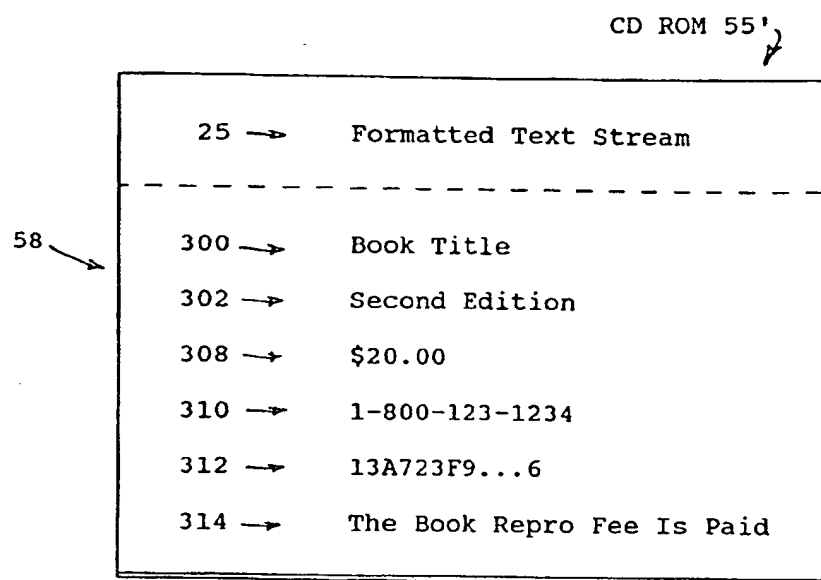 CD ROM 55'
25 Formatted Text Stream
58
300 Book Title
302 Second Edition
308 $20.00
310 1-800-123-1234
312 13A723F9...6
314 The Book Repro Fee Is Paid